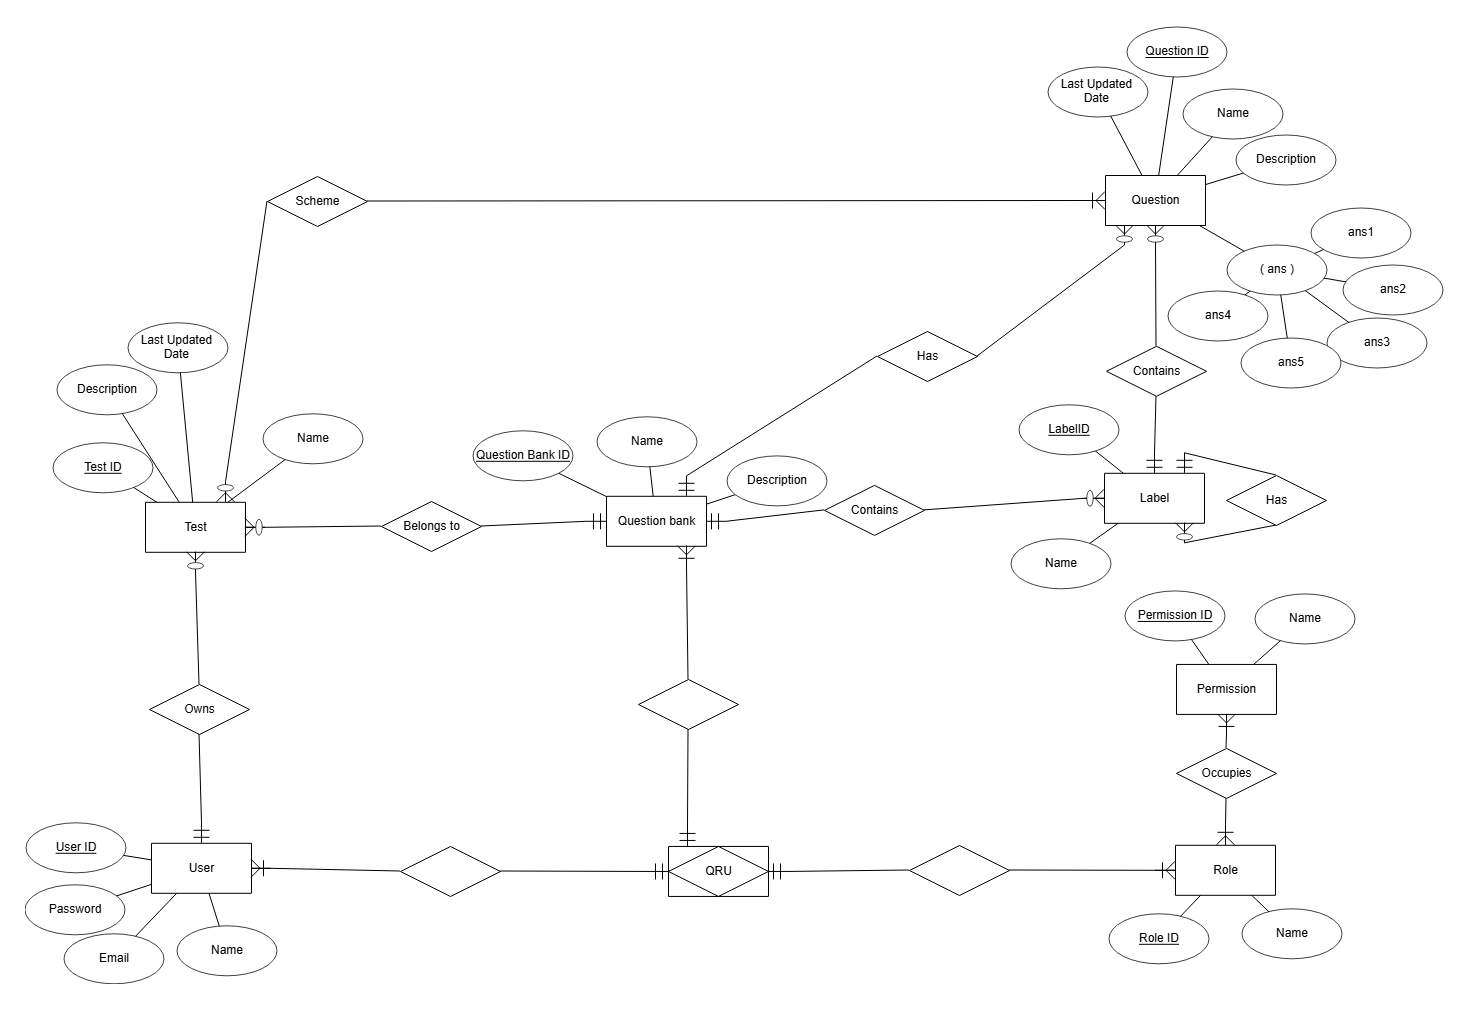 Question ID
Last Updated
Date
Name
Description
Scheme
Question
ans1
( ans )
ans2
ans4
ans3
ans5
Last Updated
Date
Has
Contains
Description
Name
Test ID
Question Bank ID
Name
Description
LabelID
Test
Belongs to
Question bank
Contains
Label
Has
Name
Permission ID
Name
Permission
Owns
Occupies
User ID
User
QRU
Role
Password
Email
Name
Role ID
Name